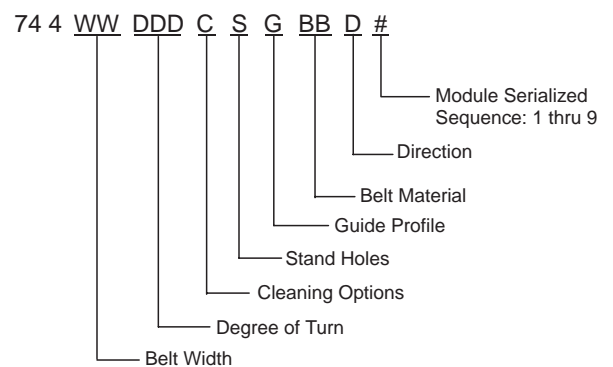 74 4 WW DDD C S G BB D #
Module Serialized
Sequence: 1 thru 9
Direction
Belt Material
Guide Profile
Stand Holes
Cleaning Options
Degree of Turn
Belt Width